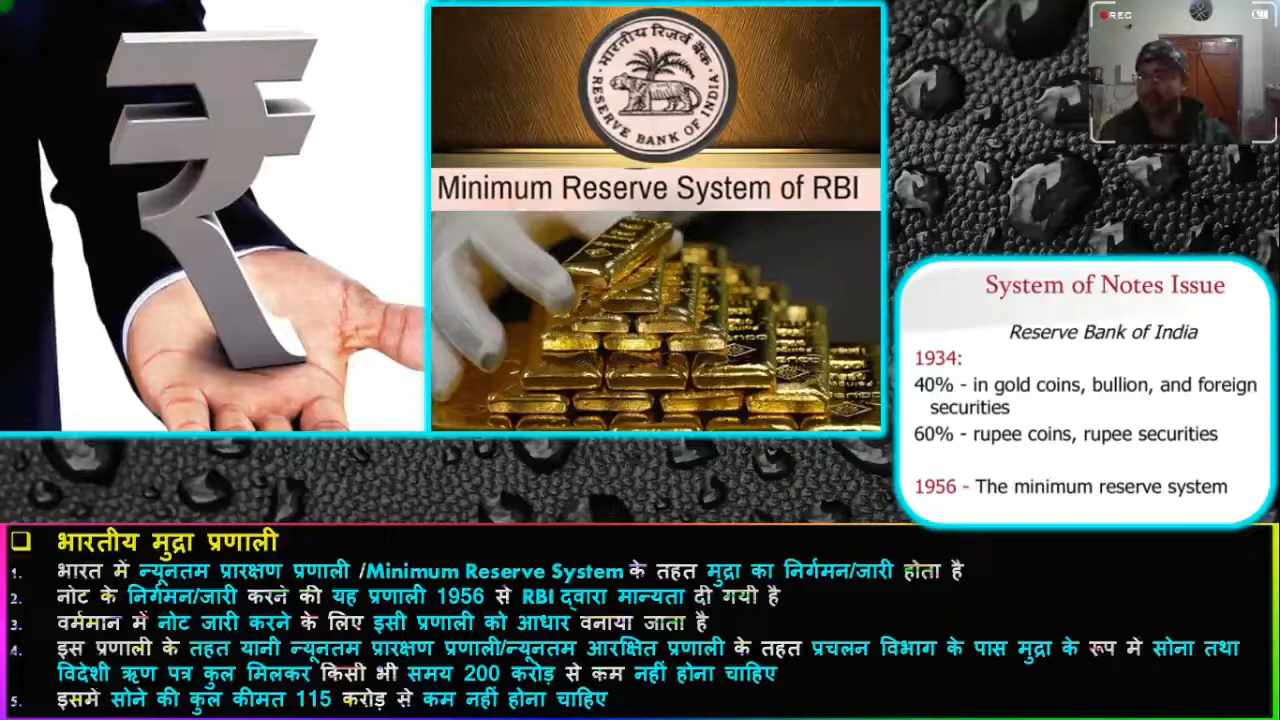 REC
भारतीय रिज़र्व बैंक
RESERVE BANK OF INDIA
Minimum Reserve System of RBI
System of Notes Issue
Reserve Bank of India
1934:
40% - in gold coins, bullion, and foreign
securities
60% - rupee coins, rupee securities
1956 - The minimum reserve system
भारतीय मुद्रा प्रणाली
1. भारत में न्यूनतम प्रारक्षण प्रणाली /Minimum Reserve System के तहत मुद्रा का निर्गमन/जारी होता है
2. नोट के निर्गमन/जारी करने की यह प्रणाली 1956 से RBI द्वारा मान्यता दी गयी है
3. वर्ममान में नोट जारी करने के लिए इसी प्रणाली को आधार वनाया जाता है
4. इस प्रणाली के तहत यानी न्यूनतम प्रारक्षण प्रणाली/न्यूनतम आरक्षित प्रणाली के तहत प्रचलन विभाग के पास मुद्रा के रूप में सोना तथा
विदेशी ऋण पत्र कुल मिलकर किसी भी समय 200 करोड़ से कम नहीं होना चाहिए
5. इसमें सोने की कुल कीमत 115 करोड़ से कम नहीं होना चाहिए